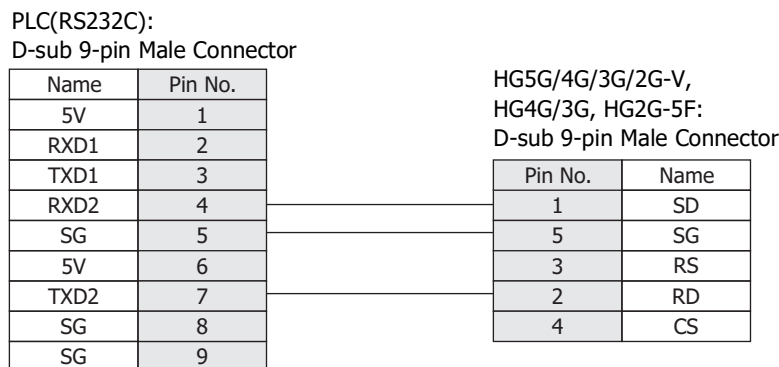 PLC(RS232C):
D-sub 9-pin Male Connector
Name Pin No.
5V 1
RXD1 2
TXD1 3
RXD2 4
SG 5
5V 6
TXD2 7
SG 8
SG 9
HG5G/4G/3G/2G-V,
HG4G/3G, HG2G-5F:
D-sub 9-pin Male Connector
Pin No. Name
1 SD
5 SG
3 RS
2 RD
4 CS